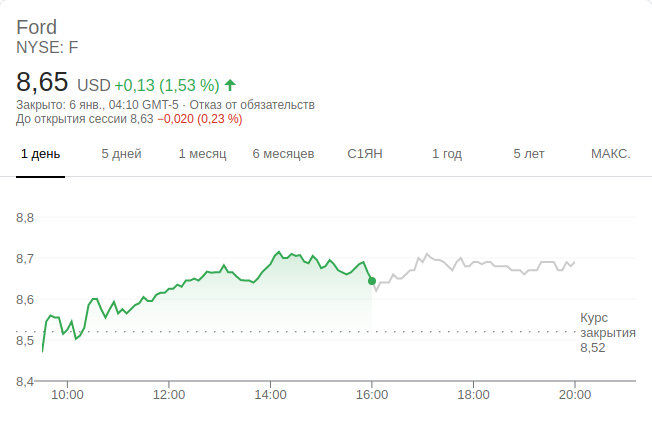 Ford
NYSE: F
8,65 USD +0,13 (1,53 %)
Закрыто: 6 янв., 04:10 GMT-5 · Отказ от обязательств
До открытия сессии 8,63 −0,020 (0,23 %)
1 день 5 дней 1 месяц 6 месяцев С1ЯН 1 год 5 лет МАКС.
8,8
8,7
8,6
8,5
8,4
Курс
закрытия
8,52
10:00 12:00 14:00 16:00 18:00 20:00